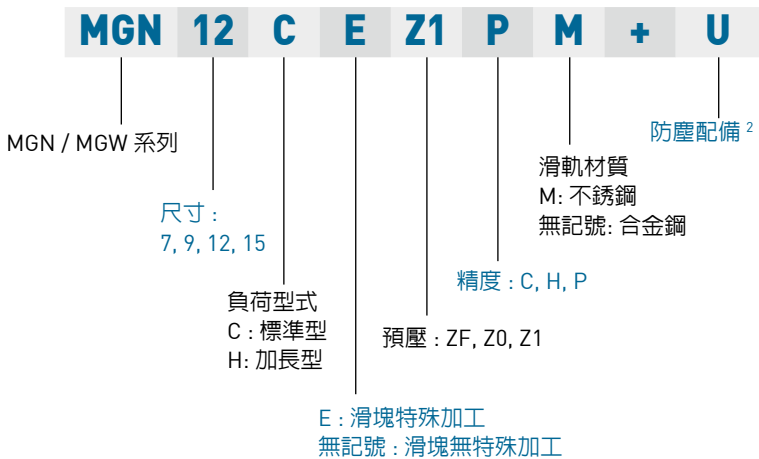 MGN 12 C E Z1 P M + U
MGN / MGW 系列
尺寸 :
7, 9, 12, 15
負荷型式
C : 標準型
H: 加長型
E : 滑塊特殊加工
無記號 : 滑塊無特殊加工
預壓 : ZF, Z0, Z1
精度 : C, H, P
滑軌材質
M: 不銹鋼
無記號: 合金鋼
防塵配備 2